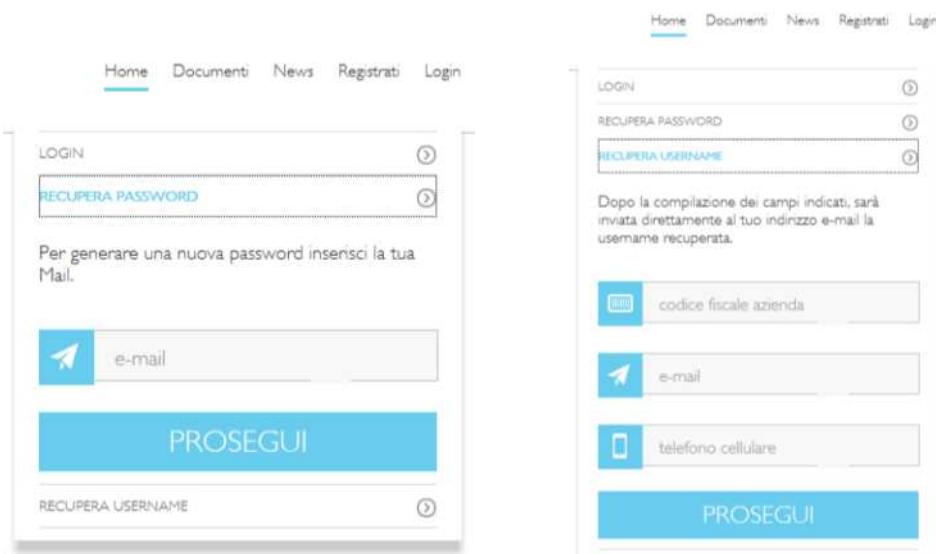 Home Documenti News Registrati Login
LOGIN
RECUPERA PASSWORD
Per generare una nuova password inserisci la tua
Mail.
e-mail
PROSEGUI
RECUPERA USERNAME
Home Documenti News Registrati Login
LOGIN
RECUPERA PASSWORD
RECUPERA USERNAME
Dopo la compilazione dei campi indicati, sarà
inviata direttamente al tuo indirizzo e-mail la
username recuperata.
codice fiscale azienda
e-mail
telefono cellulare
PROSEGUI